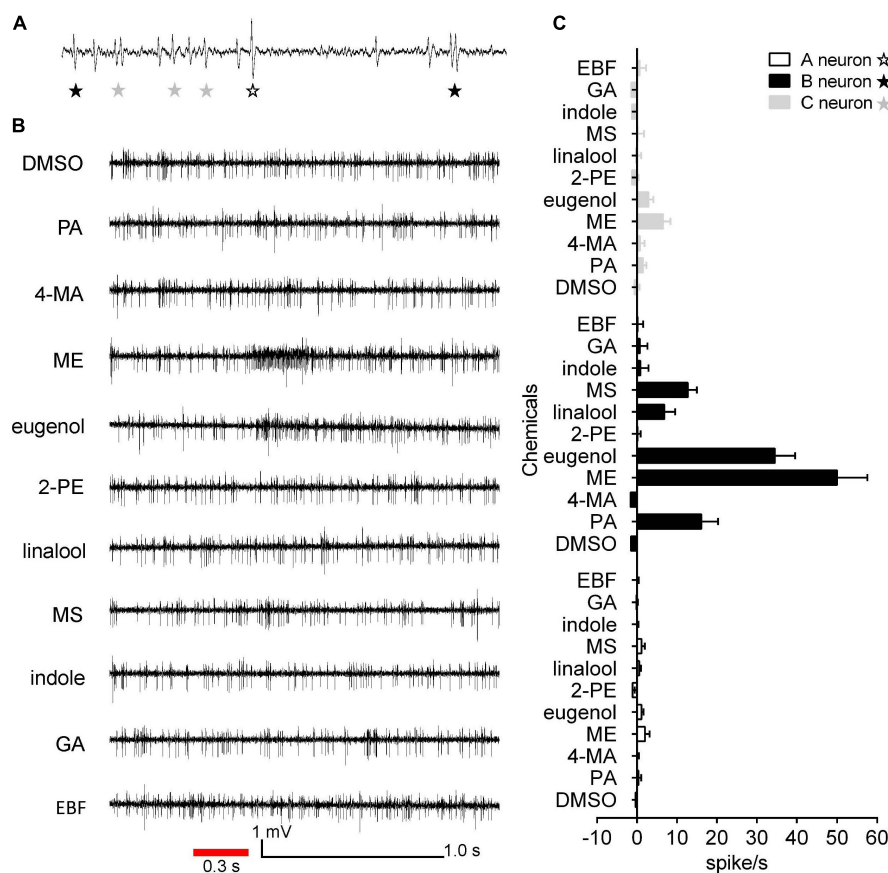 A
B
DMSO
PA
4-MA
ME
eugenol
2-PE
linalool
MS
indole
GA
EBF
0.3 s
1 mV
1.0 s
C
A neuron ☆
B neuron ★
C neuron ★
Chemicals
EBF
GA
indole
MS
linalool
2-PE
eugenol
ME
4-MA
PA
DMSO
EBF
GA
indole
MS
linalool
2-PE
eugenol
ME
4-MA
PA
DMSO
EBF
GA
indole
MS
linalool
2-PE
eugenol
ME
4-MA
PA
DMSO
-10 0 10 20 30 40 50 60
spike/s